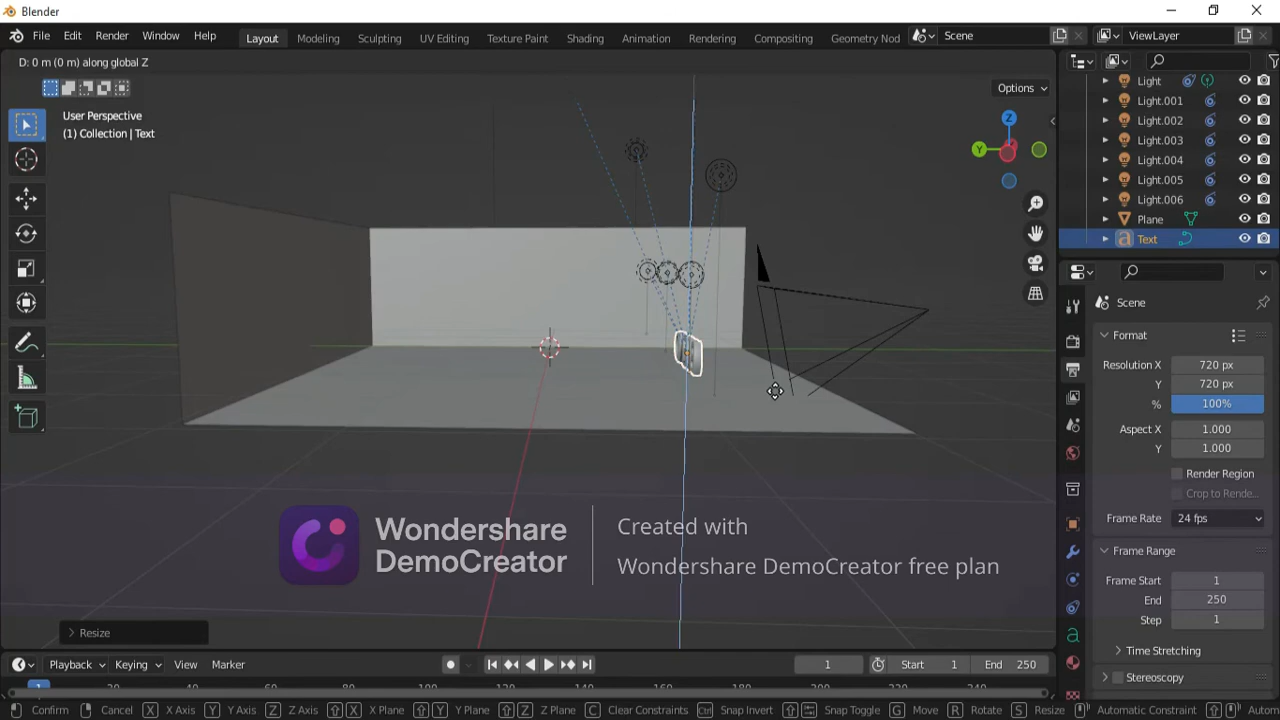 Blender
File Edit Render Window Help Layout Modeling Sculpting UV Editing Texture Paint Shading Animation Rendering Compositing Geometry Nod Scene ViewLayer
D: 0 m (0 m) along global Z
Options
User Perspective
(1) Collection | Text
Z
Y
Light
Light.001
Light.002
Light.003
Light.004
Light.005
Light.006
Plane
Text
Scene
Format
Resolution X 720 px
Y 720 px
% 100%
Aspect X 1.000
Y 1.000
Render Region
Crop to Rende...
Frame Rate 24 fps
Frame Range
Frame Start 1
End 250
Step 1
Time Stretching
Stereoscopy
Wondershare
DemoCreator
Created with
Wondershare DemoCreator free plan
Resize
Playback Keying View Marker 1 Start 1 End 250
1
Confirm Cancel X X Axis Y Y Axis Z Z Axis X X Plane Y Y Plane Z Z Plane C Clear Constraints Ctrl Snap Invert Snap Toggle G Move R Rotate S Resize Automatic Constraint Autom